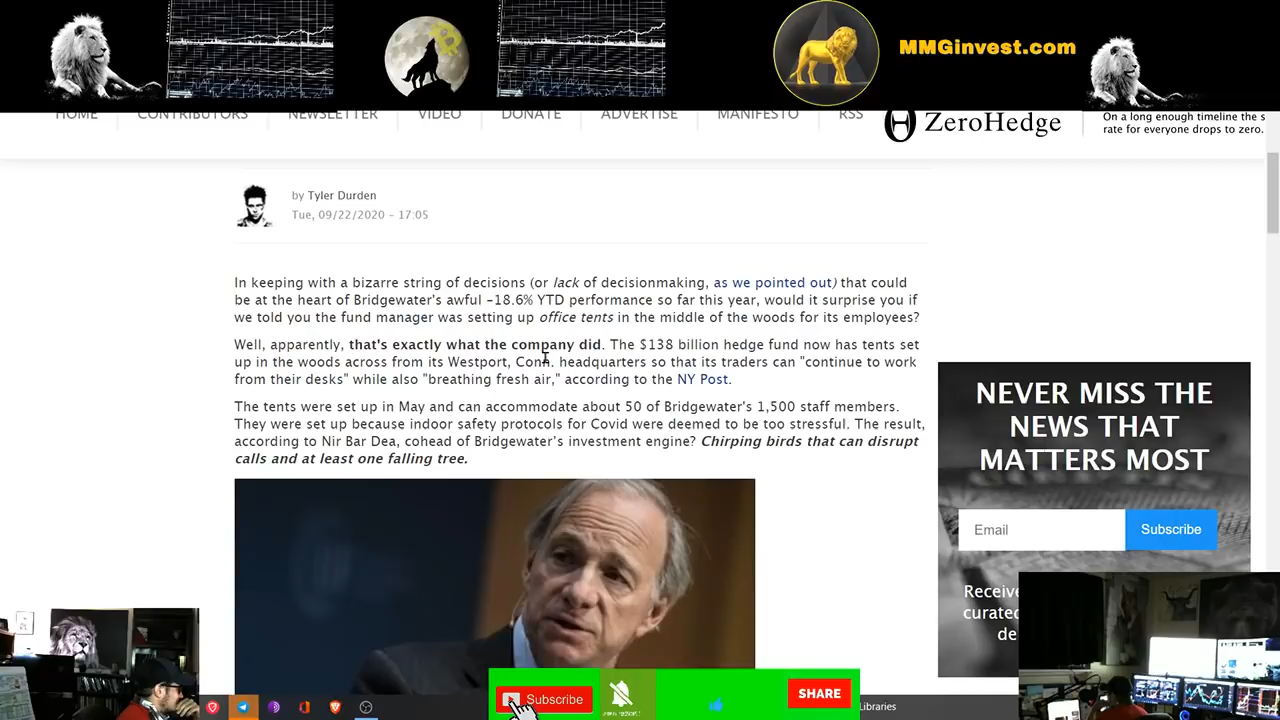 MMGinvest.com
HOME CONTRIBUTORS NEWSLETTER VIDEO DONATE ADVERTISE MANIFESTO RSS
ZeroHedge
On a long enough timeline the s
rate for everyone drops to zero.
by Tyler Durden
Tue, 09/22/2020 - 17:05
In keeping with a bizarre string of decisions (or lack of decisionmaking, as we pointed out) that could
be at the heart of Bridgewater's awful -18.6% YTD performance so far this year, would it surprise you if
we told you the fund manager was setting up office tents in the middle of the woods for its employees?
Well, apparently, that's exactly what the company did. The $138 billion hedge fund now has tents set
up in the woods across from its Westport, Conn. headquarters so that its traders can "continue to work
from their desks" while also "breathing fresh air," according to the NY Post.
The tents were set up in May and can accommodate about 50 of Bridgewater's 1,500 staff members.
They were set up because indoor safety protocols for Covid were deemed to be too stressful. The result,
according to Nir Bar Dea, cohead of Bridgewater's investment engine? Chirping birds that can disrupt
calls and at least one falling tree.
NEVER MISS THE
NEWS THAT
MATTERS MOST
Email
Subscribe
Receive
curated
de
Subscribe
SHARE
Libraries